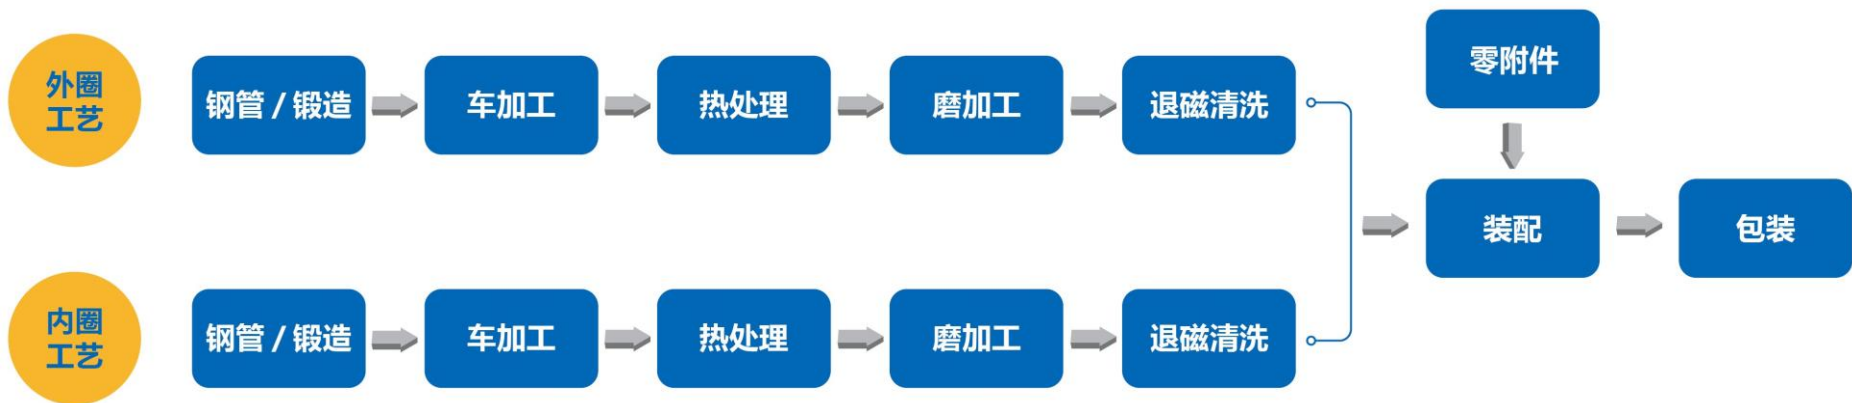 外圈
工艺
钢管 / 锻造
车加工
热处理
磨加工
退磁清洗
零附件
装配
包装
内圈
工艺
钢管 / 锻造
车加工
热处理
磨加工
退磁清洗